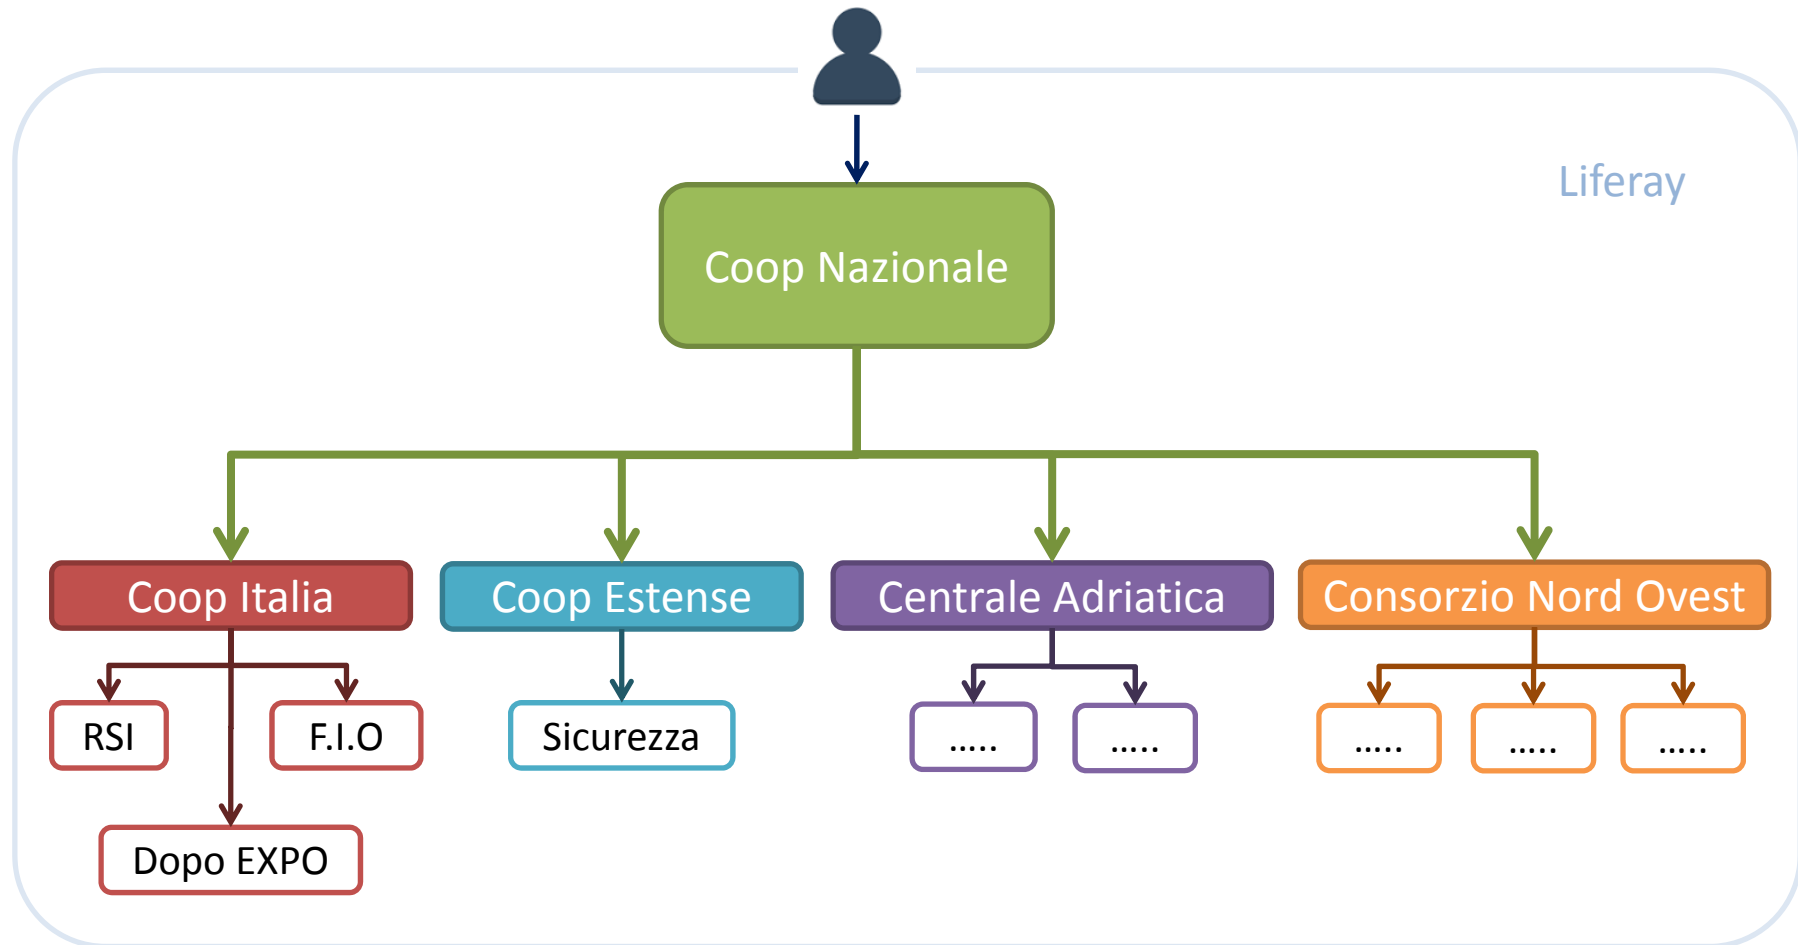 Liferay
Coop Nazionale
Coop Italia
Coop Estense
Centrale Adriatica
Consorzio Nord Ovest
RSI
F.I.O
Sicurezza
.....
.....
.....
.....
.....
Dopo EXPO